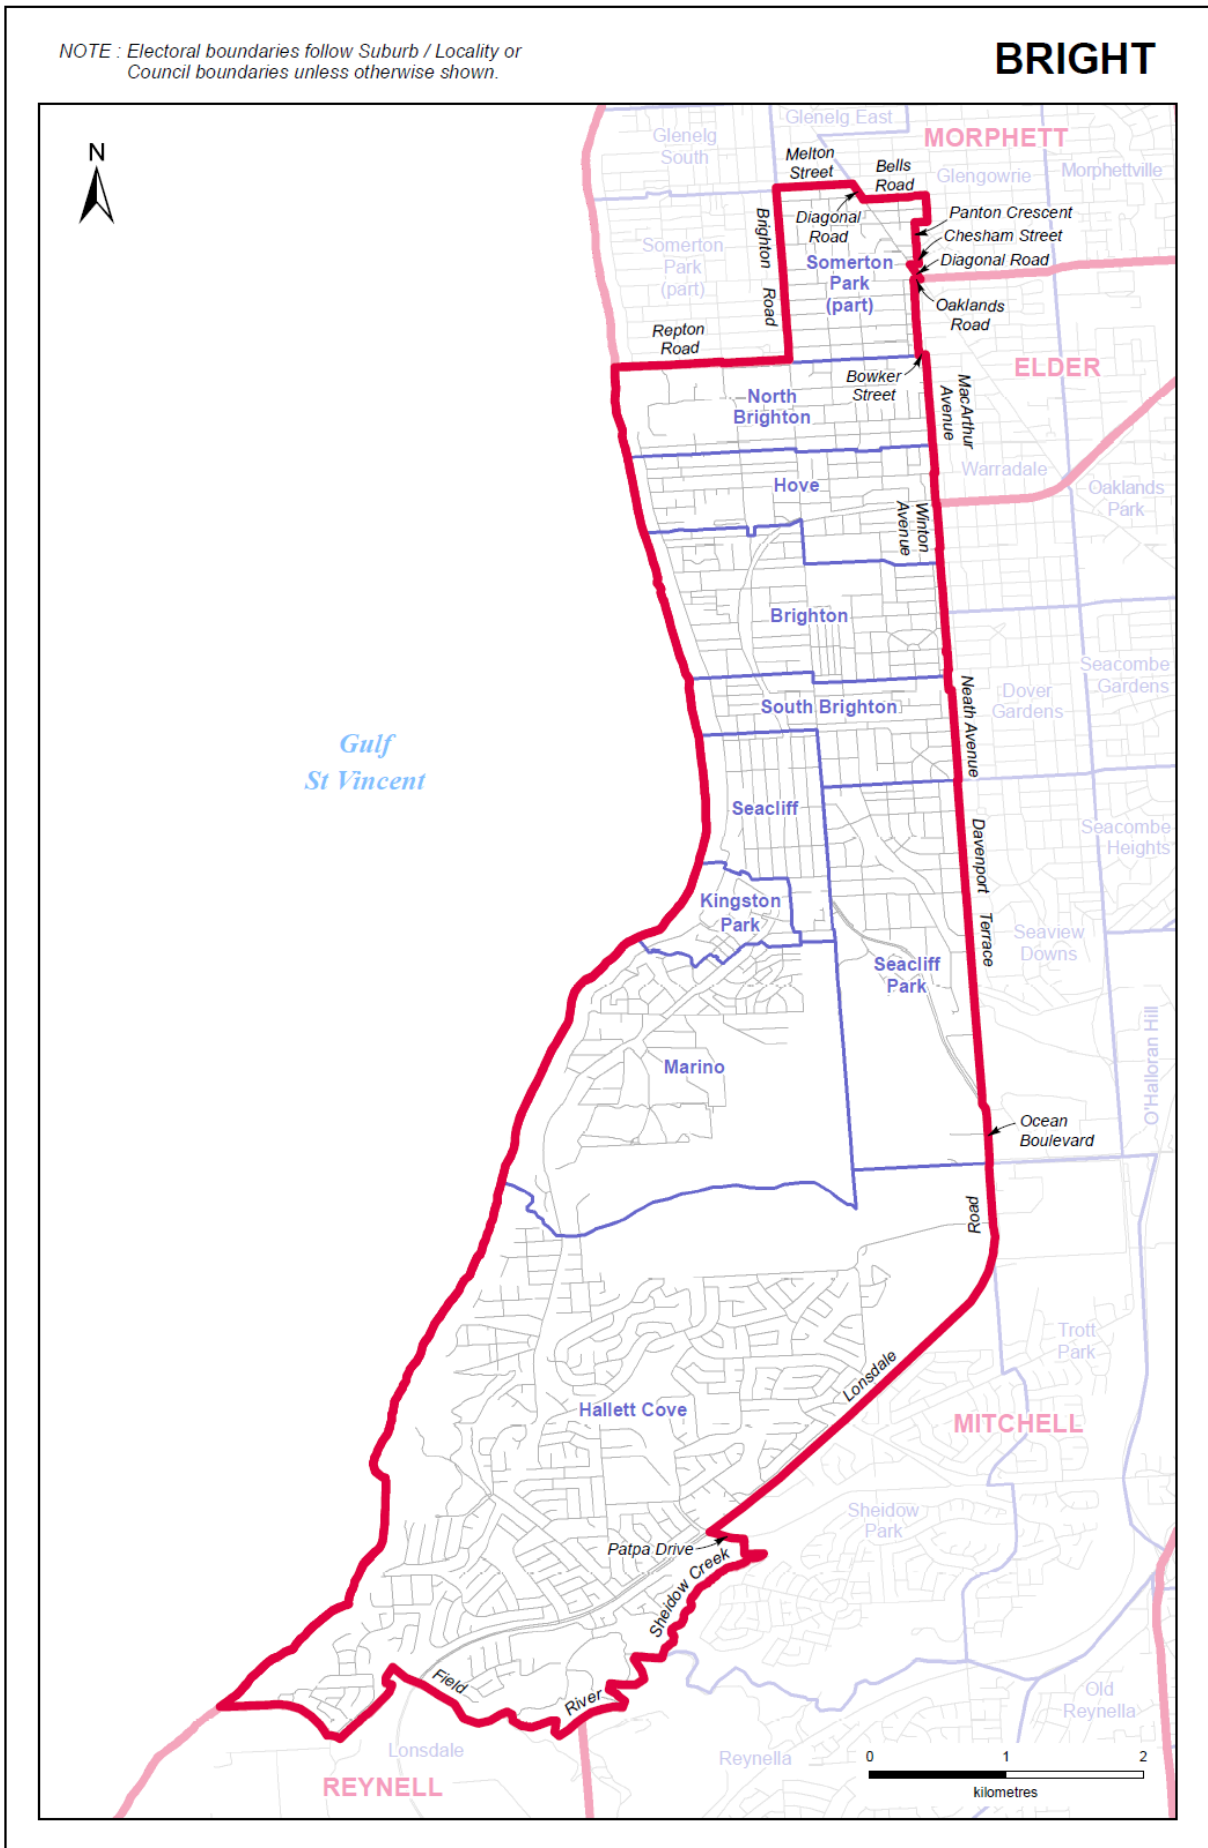 NOTE : Electoral boundaries follow Suburb / Locality or
Council boundaries unless otherwise shown.
BRIGHT
N
Glenelg East
Glenelg
South
MORPHETT
Melton
Street
Bells
Road
Glengowrie
Morphettville
Brighton
Road
Diagonal
Road
Panton Crescent
Chesham Street
Diagonal Road
Somerton
Park
(part)
Somerton
Park
(part)
Oaklands
Road
Repton
Road
ELDER
Bowker
Street
MacArthur
Avenue
North
Brighton
Warradale
Hove
Oaklands
Park
Winton
Avenue
Brighton
Seacombe
Gardens
Dover
Gardens
South Brighton
Neath Avenue
Gulf
St Vincent
Seacliff
Seacombe
Heights
Davenport
Terrace
Kingston
Park
Seaview
Downs
Seacliff
Park
O'Halloran Hill
Marino
Ocean
Boulevard
Road
Trott
Park
Lonsdale
Hallett Cove
MITCHELL
Sheidow
Park
Patpa Drive
Sheidow Creek
Field
River
Old
Reynella
Lonsdale
Reynella
REYNELL
0 1 2
kilometres